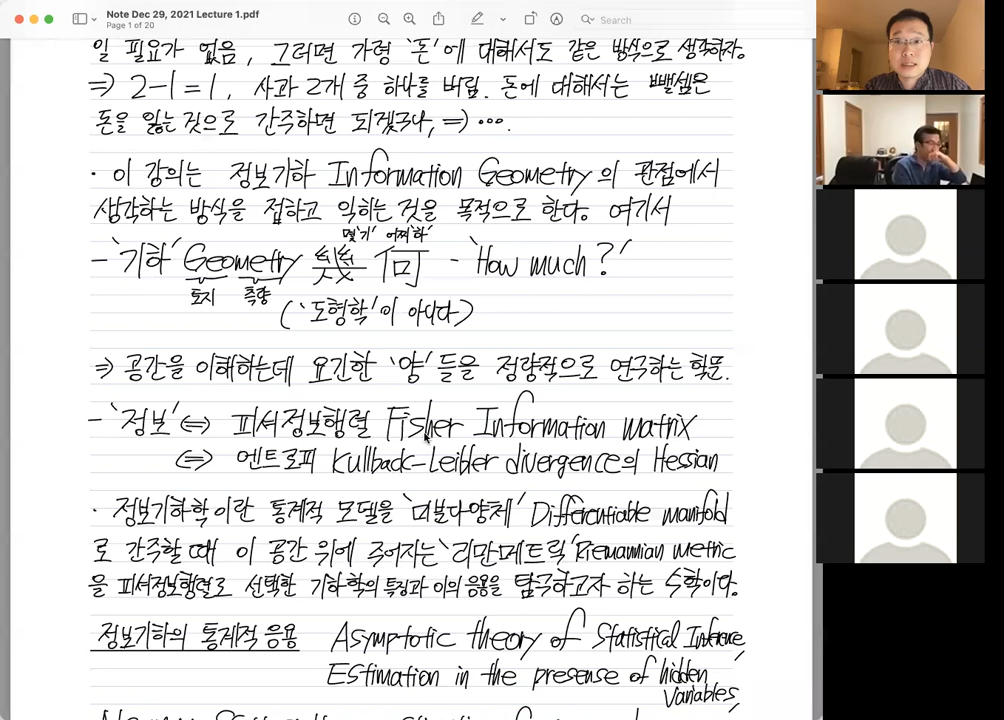 Note Dec 29, 2021 Lecture 1.pdf
Page 1 of 20
Search
일 필요가 없음, 그러면 가령 '돈'에 대해서도 같은 방식으로 생각하자.
⇒ 2-1=1, 사과 2개 중 하나를 버림. 돈에 대해서는 뺄셈은
돈을 잃는 것으로 간주하면 되겠구나, ⇒ ….
· 이 강의는 정보기하 Information Geometry의 관점에서
생각하는 방식을 접하고 익히는 것을 목적으로 한다. 여기서
몇'기' 어찌'하'
- '기하' Geometry 幾 何 - 'How much?'
토지 측량
('도형학'이 아니다)
⇒ 공간을 이해하는데 요긴한 '양'들을 정량적으로 연구하는 학문.
- '정보' ⇔ 피셔정보행렬 Fisher Information matrix
⇔ 엔트로피 Kullback-Leibler divergence의 Hessian
· 정보기하학이란 통계적 모델을 '미분다양체' Differentiable manifold
로 간주할 때 이 공간 위에 주어지는 '리만메트릭' Riemannian metric
을 피셔정보행렬로 선택한 기하학의 특징과 이의 응용을 탐구하고자 하는 수학이다.
정보기하의 통계적 응용 Asymptotic theory of Statistical Inference,
Estimation in the presence of hidden
variables,